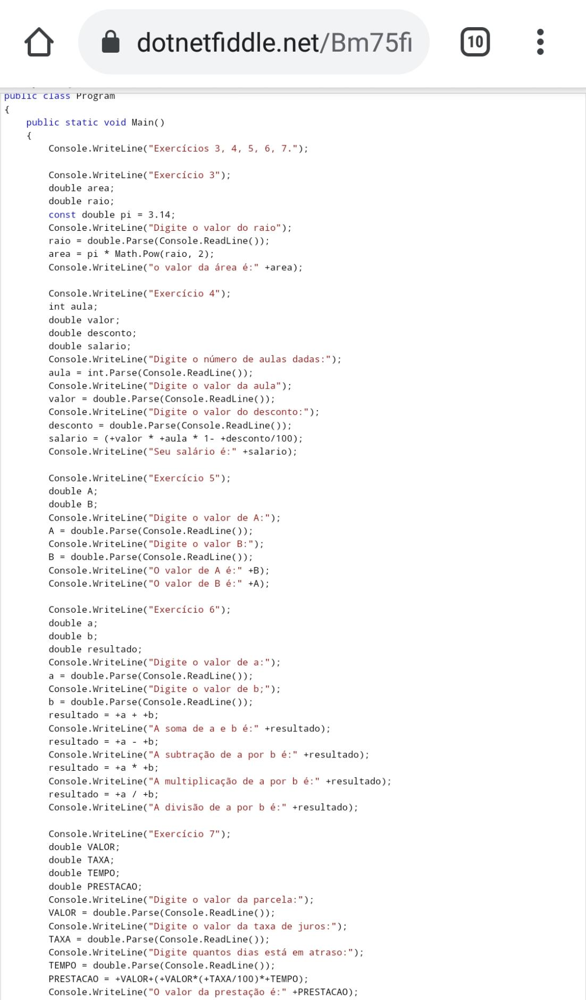 dotnetfiddle.net/Bm75fi
10
public class Program
{
    public static void Main()
    {
        Console.WriteLine("Exercícios 3, 4, 5, 6, 7.");

        Console.WriteLine("Exercício 3");
        double area;
        double raio;
        const double pi = 3.14;
        Console.WriteLine("Digite o valor do raio");
        raio = double.Parse(Console.ReadLine());
        area = pi * Math.Pow(raio, 2);
        Console.WriteLine("o valor da área é:" +area);

        Console.WriteLine("Exercício 4");
        int aula;
        double valor;
        double desconto;
        double salario;
        Console.WriteLine("Digite o número de aulas dadas:");
        aula = int.Parse(Console.ReadLine());
        Console.WriteLine("Digite o valor da aula");
        valor = double.Parse(Console.ReadLine());
        Console.WriteLine("Digite o valor do desconto:");
        desconto = double.Parse(Console.ReadLine());
        salario = (+valor * +aula * 1- +desconto/100);
        Console.WriteLine("Seu salário é:" +salario);

        Console.WriteLine("Exercício 5");
        double A;
        double B;
        Console.WriteLine("Digite o valor de A:");
        A = double.Parse(Console.ReadLine());
        Console.WriteLine("Digite o valor B:");
        B = double.Parse(Console.ReadLine());
        Console.WriteLine("O valor de A é:" +B);
        Console.WriteLine("O valor de B é:" +A);

        Console.WriteLine("Exercício 6");
        double a;
        double b;
        double resultado;
        Console.WriteLine("Digite o valor de a:");
        a = double.Parse(Console.ReadLine());
        Console.WriteLine("Digite o valor de b;");
        b = double.Parse(Console.ReadLine());
        resultado = +a + +b;
        Console.WriteLine("A soma de a e b é:" +resultado);
        resultado = +a - +b;
        Console.WriteLine("A subtração de a por b é:" +resultado);
        resultado = +a * +b;
        Console.WriteLine("A multiplicação de a por b é:" +resultado);
        resultado = +a / +b;
        Console.WriteLine("A divisão de a por b é:" +resultado);

        Console.WriteLine("Exercício 7");
        double VALOR;
        double TAXA;
        double TEMPO;
        double PRESTACAO;
        Console.WriteLine("Digite o valor da parcela:");
        VALOR = double.Parse(Console.ReadLine());
        Console.WriteLine("Digite o valor da taxa de juros:");
        TAXA = double.Parse(Console.ReadLine());
        Console.WriteLine("Digite quantos dias está em atraso:");
        TEMPO = double.Parse(Console.ReadLine());
        PRESTACAO = +VALOR+(+VALOR*(+TAXA/100)*+TEMPO);
        Console.WriteLine("O valor da prestação é:" +PRESTACAO);